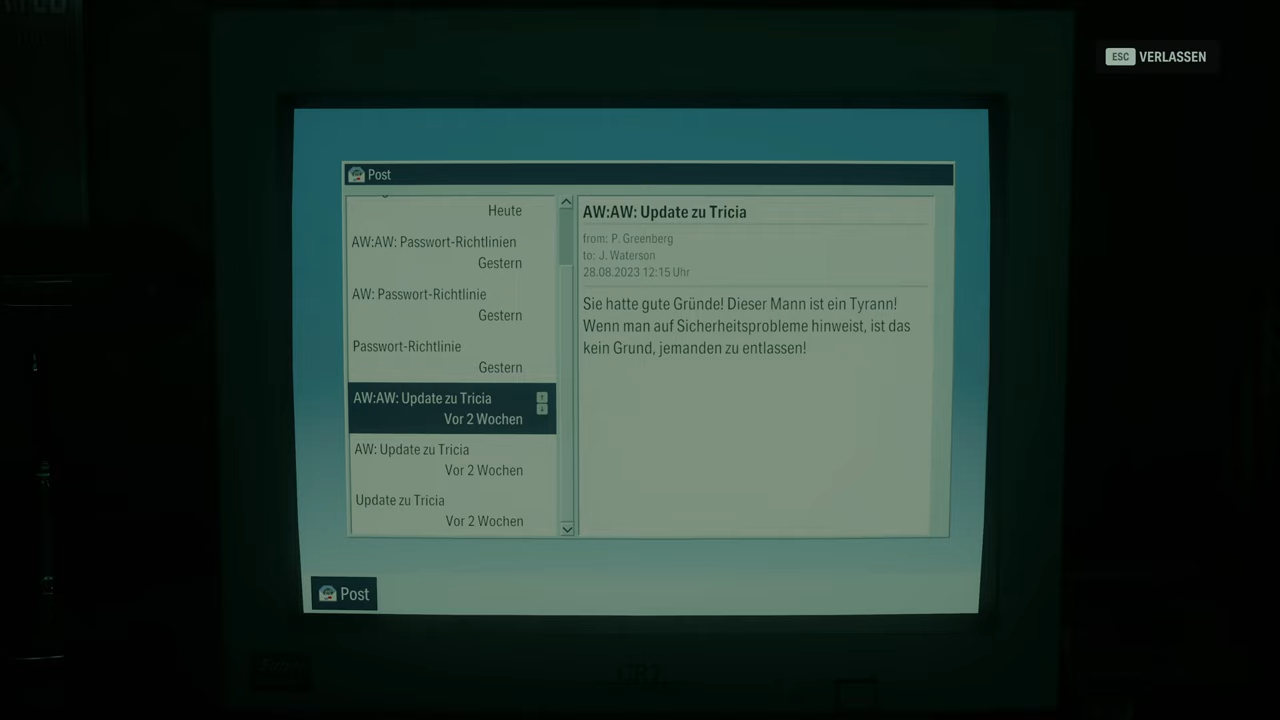 ESC VERLASSEN
Post
Heute
AW:AW: Passwort-Richtlinien
Gestern
AW: Passwort-Richtlinie
Gestern
Passwort-Richtlinie
Gestern
AW:AW: Update zu Tricia
Vor 2 Wochen
AW: Update zu Tricia
Vor 2 Wochen
Update zu Tricia
Vor 2 Wochen
AW:AW: Update zu Tricia
from: P. Greenberg
to: J. Waterson
28.08.2023 12:15 Uhr
Sie hatte gute Gründe! Dieser Mann ist ein Tyrann!
Wenn man auf Sicherheitsprobleme hinweist, ist das
kein Grund, jemanden zu entlassen!
Post